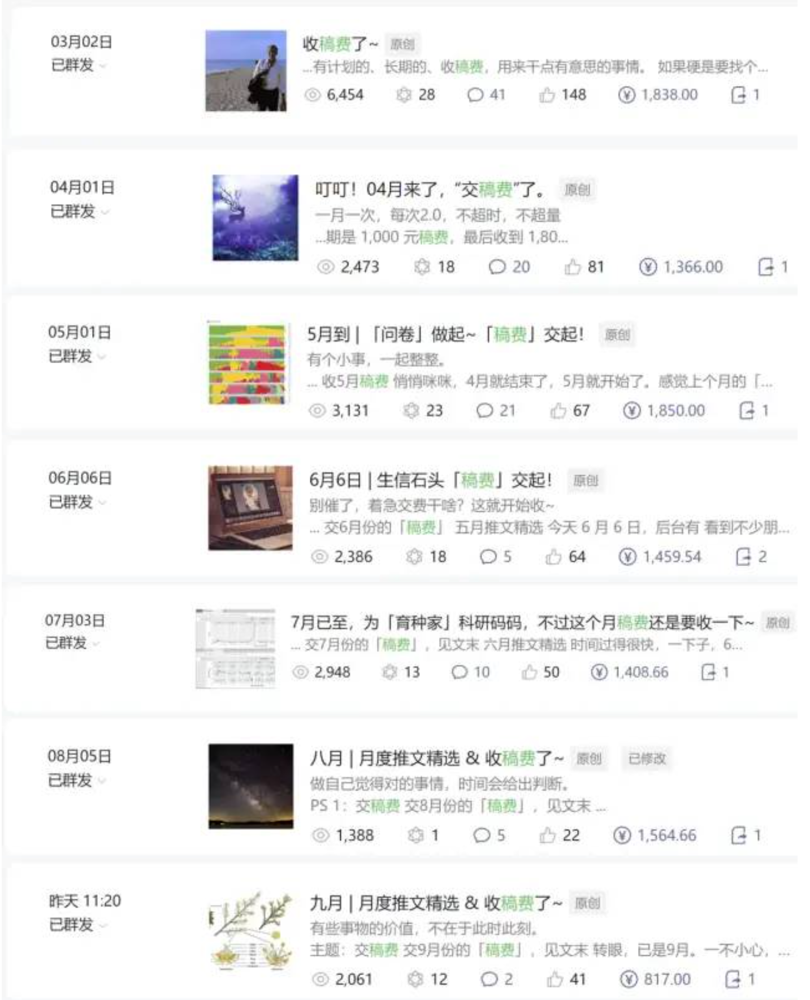 03月02日
已群发
收稿费了~ 原创
...有计划的、长期的、收稿费，用来干点有意思的事情。 如果硬是要找个...
6,454 28 41 148 1,838.00 1
04月01日
已群发
叮叮！04月来了，“交稿费”了。 原创
一月一次，每次2.0，不超时，不超量
...期是 1,000 元稿费，最后收到 1,80...
2,473 18 20 81 1,366.00 1
05月01日
已群发
5月到 | 「问卷」做起~「稿费」交起！ 原创
有个小事，一起整整。
... 收5月稿费 悄悄咪咪，4月就结束了，5月就开始了。感觉上个月的「...
3,131 23 21 67 1,850.00 1
06月06日
已群发
6月6日 | 生信石头「稿费」交起！ 原创
别催了，着急交费干啥？这就开始收~
... 交6月份的「稿费」 五月推文精选 今天 6 月 6 日，后台有 看到不少朋...
2,386 18 5 64 1,459.54 2
07月03日
已群发
7月已至，为「育种家」科研码码，不过这个月稿费还是要收一下~ 原创
... 交7月份的「稿费」，见文末 六月推文精选 时间过得很快，一下子，6...
2,948 13 10 50 1,408.66 1
08月05日
已群发
八月 | 月度推文精选 & 收稿费了~ 原创 已修改
做自己觉得对的事情，时间会给出判断。
PS 1：交稿费 交8月份的「稿费」，见文末 ...
1,388 1 5 22 1,564.66 1
昨天 11:20
已群发
九月 | 月度推文精选 & 收稿费了~ 原创
有些事物的价值，不在于此时此刻。
主题：交稿费 交9月份的「稿费」，见文末 转眼，已是9月。一不小心，...
2,061 12 2 41 817.00 1